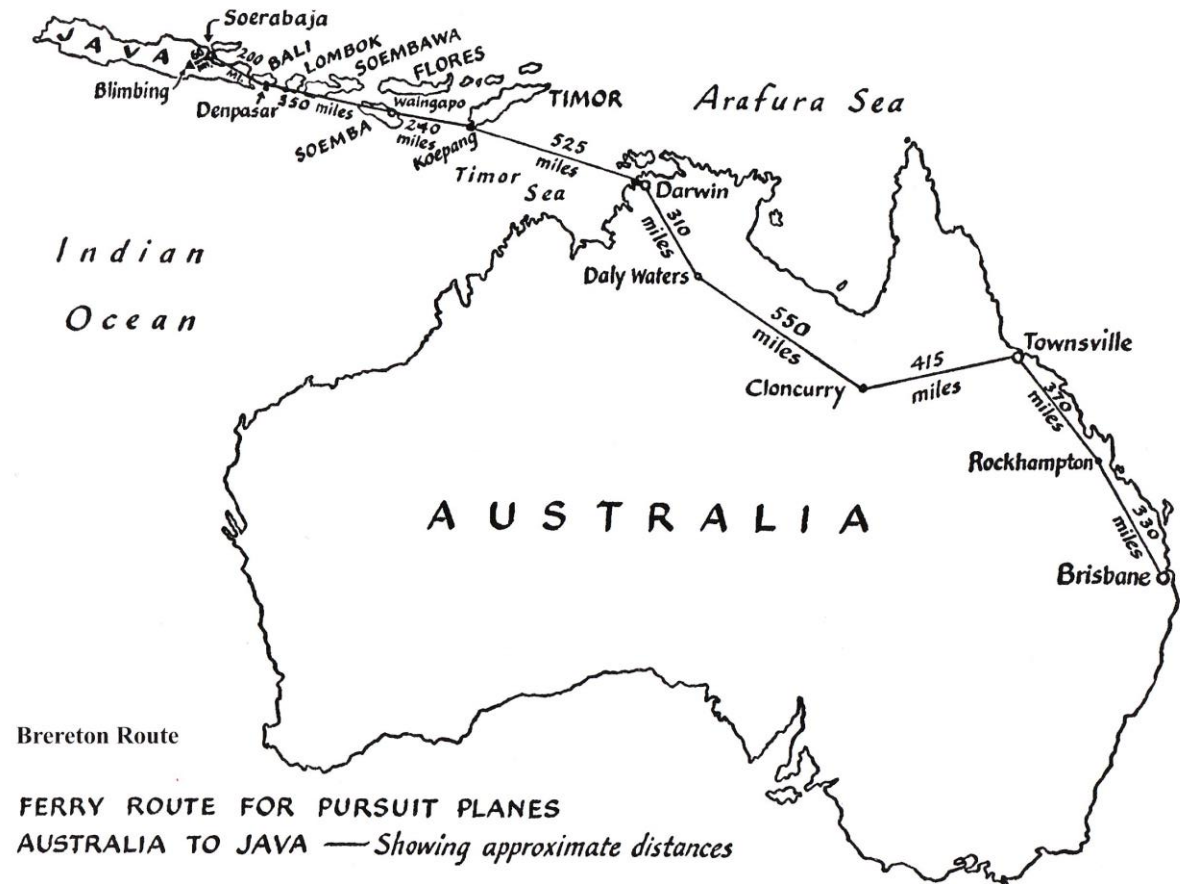 Soerabaja
JAVA
200
MI.
BALI
LOMBOK
SOEMBAWA
FLORES
Blimbing
Denpasar
350 miles
Waingapo
SOEMBA
240
miles
Koepang
TIMOR
Arafura Sea
525
miles
Timor
Sea
Darwin
310
miles
Indian
Ocean
Daly Waters
550
miles
Townsville
415
miles
Cloncurry
370
miles
Rockhampton
AUSTRALIA
330
miles
Brisbane
Brereton Route
FERRY ROUTE FOR PURSUIT PLANES
AUSTRALIA TO JAVA — Showing approximate distances